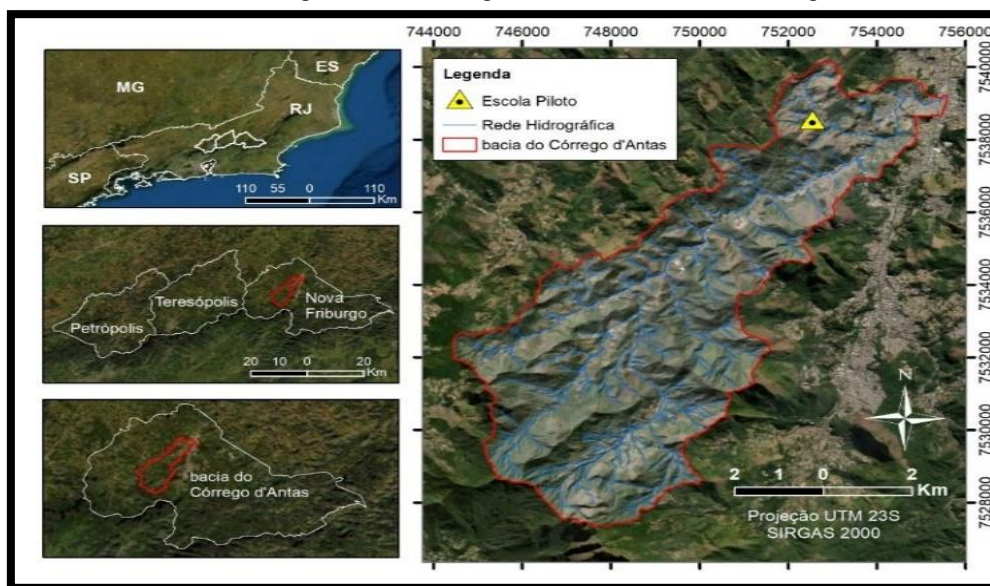 MG
ES
RJ
SP
110 55 0 110
Km
Petrópolis
Teresópolis
Nova
Friburgo
20 10 0 20
Km
bacia do
Córrego d'Antas
744000 746000 748000 750000 752000 754000 756000
Legenda
Escola Piloto
Rede Hidrográfica
bacia do Córrego d'Antas
7540000
7538000
7536000
7534000
7532000
7530000
7528000
N
2 1 0 2
Km
Projeção UTM 23S
SIRGAS 2000